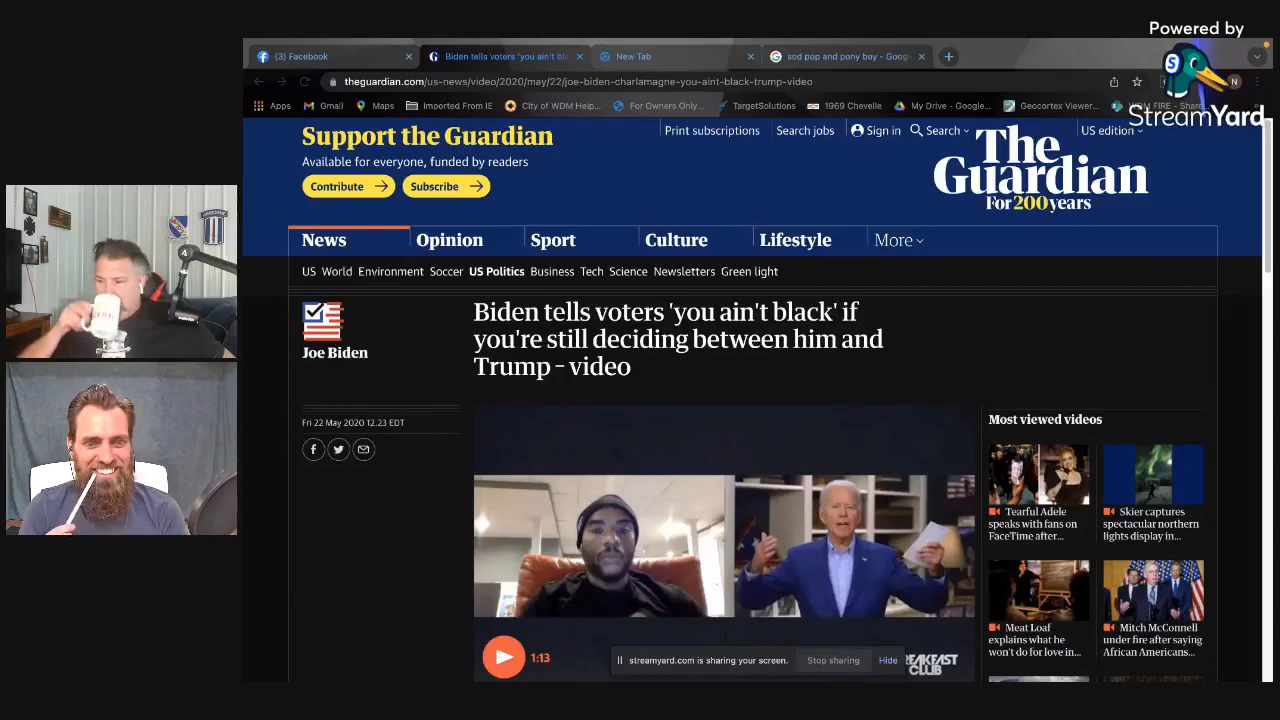 Powered by
StreamYard
(3) Facebook
Biden tells voters 'you ain't bl
New Tab
sod pop and pony boy - Goog
theguardian.com/us-news/video/2020/may/22/joe-biden-charlamagne-you-aint-black-trump-video
N
Apps
Gmail
Maps
Imported From IE
City of WDM Help...
For Owners Only...
TargetSolutions
1969 Chevelle
My Drive - Google...
Geocortex Viewer...
WDM FIRE - Share
Support the Guardian
Available for everyone, funded by readers
Contribute
Subscribe
Print subscriptions
Search jobs
Sign in
Search
US edition
The
Guardian
For 200 years
News
Opinion
Sport
Culture
Lifestyle
More
US World Environment Soccer US Politics Business Tech Science Newsletters Green light
Joe Biden
Biden tells voters 'you ain't black' if
you're still deciding between him and
Trump – video
Fri 22 May 2020 12.23 EDT
1:13
streamyard.com is sharing your screen.
Stop sharing
Hide
EAKFAST
CLUB
Most viewed videos
Tearful Adele
speaks with fans on
FaceTime after...
Skier captures
spectacular northern
lights display in...
Meat Loaf
explains what he
won't do for love in...
Mitch McConnell
under fire after saying
African Americans...